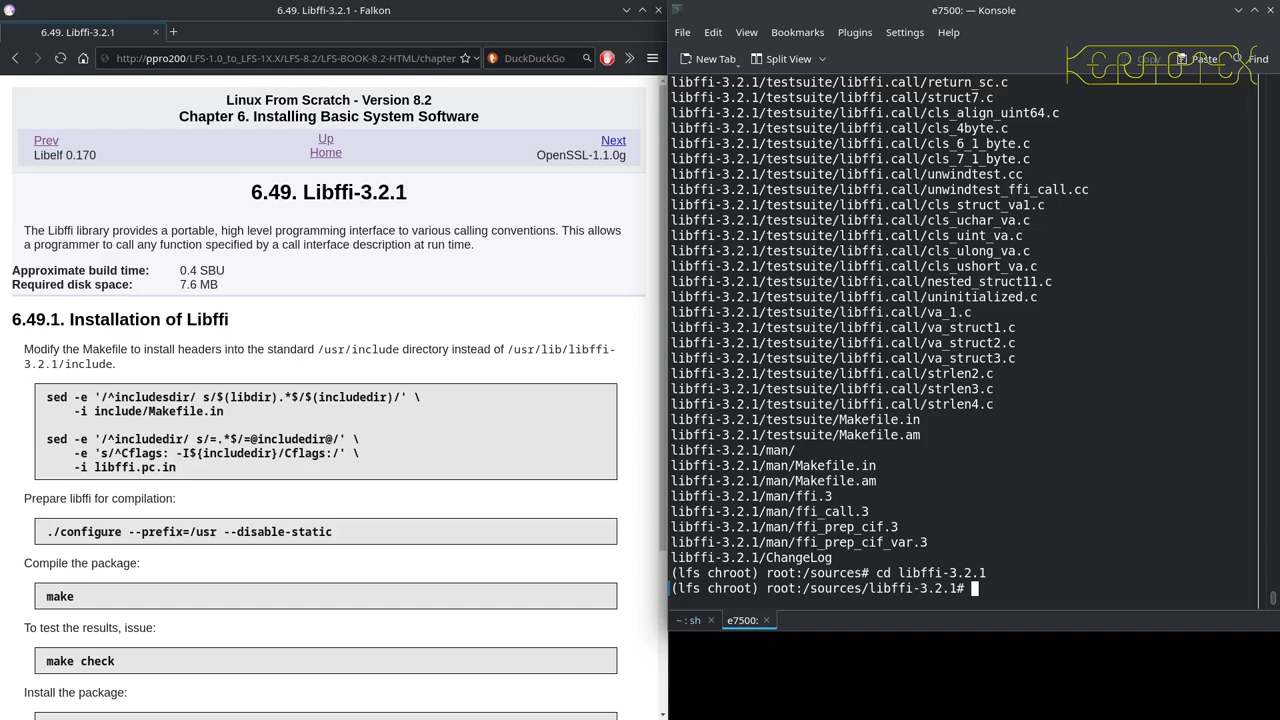 6.49. Libffi-3.2.1 - Falkon
6.49. Libffi-3.2.1
http://ppro200/LFS-1.0_to_LFS-1X.X/LFS-8.2/LFS-BOOK-8.2-HTML/chapter
DuckDuckGo
Linux From Scratch - Version 8.2
Chapter 6. Installing Basic System Software
Prev
Up
Next
Libelf 0.170
Home
OpenSSL-1.1.0g
6.49. Libffi-3.2.1
The Libffi library provides a portable, high level programming interface to various calling conventions. This allows
a programmer to call any function specified by a call interface description at run time.
Approximate build time: 0.4 SBU
Required disk space: 7.6 MB
6.49.1. Installation of Libffi
Modify the Makefile to install headers into the standard /usr/include directory instead of /usr/lib/libffi-
3.2.1/include.
sed -e '/^includesdir/ s/$(libdir).*$/$(includedir)/' \
-i include/Makefile.in
sed -e '/^includedir/ s/=.*$/=@includedir@/' \
-e 's/^Cflags: -I${includedir}/Cflags:/' \
-i libffi.pc.in
Prepare libffi for compilation:
./configure --prefix=/usr --disable-static
Compile the package:
make
To test the results, issue:
make check
Install the package:
e7500: — Konsole
File Edit View Bookmarks Plugins Settings Help
New Tab Split View Copy Paste Find
libffi-3.2.1/testsuite/libffi.call/return_sc.c
libffi-3.2.1/testsuite/libffi.call/struct7.c
libffi-3.2.1/testsuite/libffi.call/cls_align_uint64.c
libffi-3.2.1/testsuite/libffi.call/cls_4byte.c
libffi-3.2.1/testsuite/libffi.call/cls_6_1_byte.c
libffi-3.2.1/testsuite/libffi.call/cls_7_1_byte.c
libffi-3.2.1/testsuite/libffi.call/unwindtest.cc
libffi-3.2.1/testsuite/libffi.call/unwindtest_ffi_call.cc
libffi-3.2.1/testsuite/libffi.call/cls_struct_va1.c
libffi-3.2.1/testsuite/libffi.call/cls_uchar_va.c
libffi-3.2.1/testsuite/libffi.call/cls_uint_va.c
libffi-3.2.1/testsuite/libffi.call/cls_ulong_va.c
libffi-3.2.1/testsuite/libffi.call/cls_ushort_va.c
libffi-3.2.1/testsuite/libffi.call/nested_struct11.c
libffi-3.2.1/testsuite/libffi.call/uninitialized.c
libffi-3.2.1/testsuite/libffi.call/va_1.c
libffi-3.2.1/testsuite/libffi.call/va_struct1.c
libffi-3.2.1/testsuite/libffi.call/va_struct2.c
libffi-3.2.1/testsuite/libffi.call/va_struct3.c
libffi-3.2.1/testsuite/libffi.call/strlen2.c
libffi-3.2.1/testsuite/libffi.call/strlen3.c
libffi-3.2.1/testsuite/libffi.call/strlen4.c
libffi-3.2.1/testsuite/Makefile.in
libffi-3.2.1/testsuite/Makefile.am
libffi-3.2.1/man/
libffi-3.2.1/man/Makefile.in
libffi-3.2.1/man/Makefile.am
libffi-3.2.1/man/ffi.3
libffi-3.2.1/man/ffi_call.3
libffi-3.2.1/man/ffi_prep_cif.3
libffi-3.2.1/man/ffi_prep_cif_var.3
libffi-3.2.1/ChangeLog
(lfs chroot) root:/sources# cd libffi-3.2.1
(lfs chroot) root:/sources/libffi-3.2.1#
~ : sh
e7500: